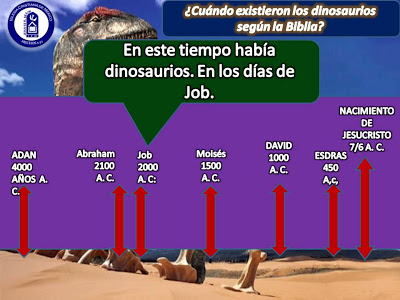 ¿Cuándo existieron los dinosaurios
según la Biblia?
En este tiempo había
dinosaurios. En los días de
Job.
ADAN
4000
AÑOS A.
C.
Abraham
2100
A. C.
Job
2000
A. C:
Moisés
1500
A. C.
DAVID
1000
A. C.
ESDRAS
450
A,c,
NACIMIENTO
DE
JESUCRISTO
7/6 A. C.